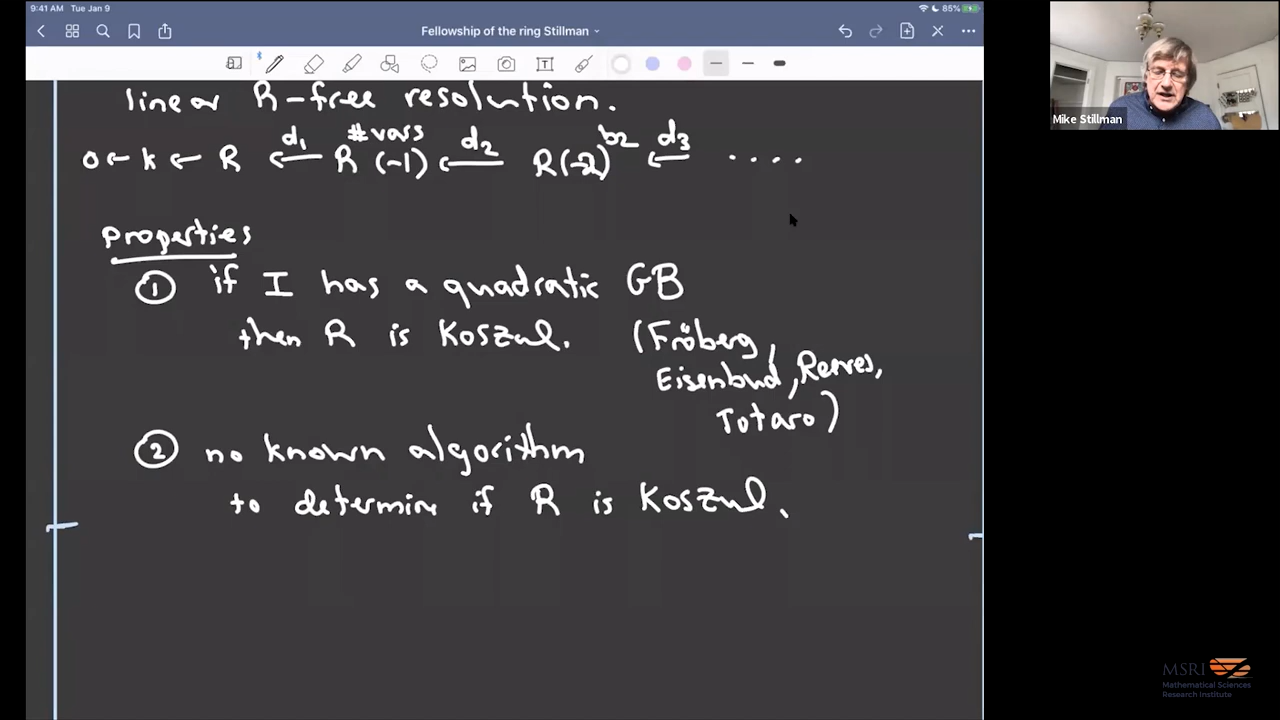 9:41 AM Tue Jan 9
85%
Fellowship of the ring Stillman
linear R-free resolution.
0 ← k ← R ←d₁ R^#vars (-1) ←d₂ R(-2)^b₂ ←d₃ ....
Properties
① if I has a quadratic GB
then R is Koszul. (Fröberg,
Eisenbud, Reeves,
Totaro)
② no known algorithm
to determine if R is Koszul.
Mike Stillman
MSRI
Mathematical Sciences
Research Institute